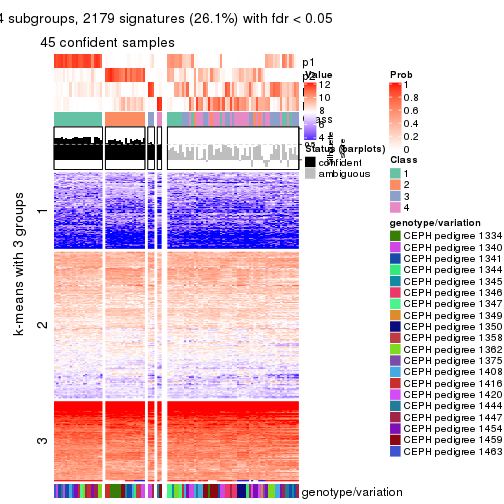 4 subgroups, 2179 signatures (26.1%) with fdr < 0.05
45 confident samples
p1
p2
Value
12
10
8
6
4
Status (barplots)
confident
ambiguous
Prob
1
0.8
0.6
0.4
0.2
0
Class
1
2
3
4
genotype/variation
CEPH pedigree 1334
CEPH pedigree 1340
CEPH pedigree 1341
CEPH pedigree 1344
CEPH pedigree 1345
CEPH pedigree 1346
CEPH pedigree 1347
CEPH pedigree 1349
CEPH pedigree 1350
CEPH pedigree 1358
CEPH pedigree 1362
CEPH pedigree 1375
CEPH pedigree 1408
CEPH pedigree 1416
CEPH pedigree 1420
CEPH pedigree 1444
CEPH pedigree 1447
CEPH pedigree 1454
CEPH pedigree 1459
CEPH pedigree 1463
k-means with 3 groups
1
2
3
genotype/variation